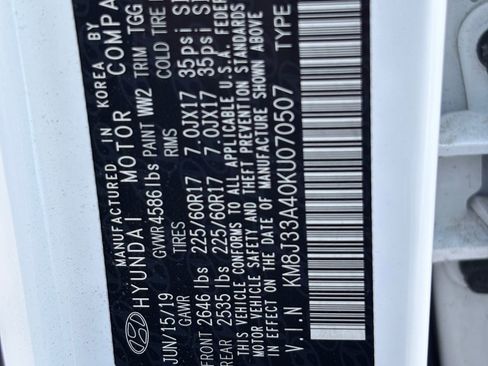 MANUFACTURED IN KOREA BY
HYUNDAI MOTOR COMPA
JUN/15/19 GVWR 4586 lbs PAINT WW2 TRIM TGG
GAWR TIRES RIMS COLD TIRE
FRONT 2646 lbs 225/60R17 7.0JX17 35psi
REAR 2535 lbs 225/60R17 7.0JX17 35psi
THIS VEHICLE CONFORMS TO ALL APPLICABLE U.S.A. FEDER
MOTOR VEHICLE SAFETY AND THEFT PREVENTION STANDARDS
IN EFFECT ON THE DATE OF MANUFACTURE SHOWN ABOVE
V.I.N KM8J33A40KU070507 TYPE